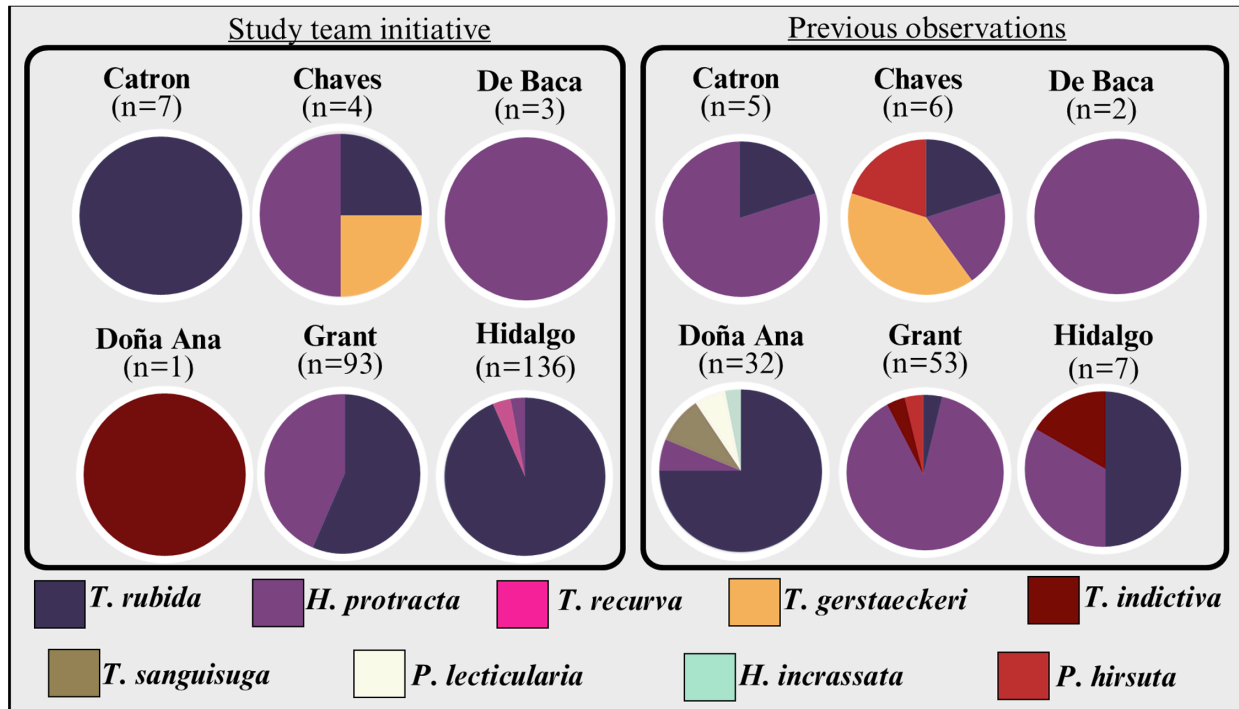 Study team initiative
Previous observations
Catron
(n=7)
Chaves
(n=4)
De Baca
(n=3)
Catron
(n=5)
Chaves
(n=6)
De Baca
(n=2)
Doña Ana
(n=1)
Grant
(n=93)
Hidalgo
(n=136)
Doña Ana
(n=32)
Grant
(n=53)
Hidalgo
(n=7)
T. rubida
H. protracta
T. recurva
T. gerstaeckeri
T. indictiva
T. sanguisuga
P. lecticularia
H. incrassata
P. hirsuta